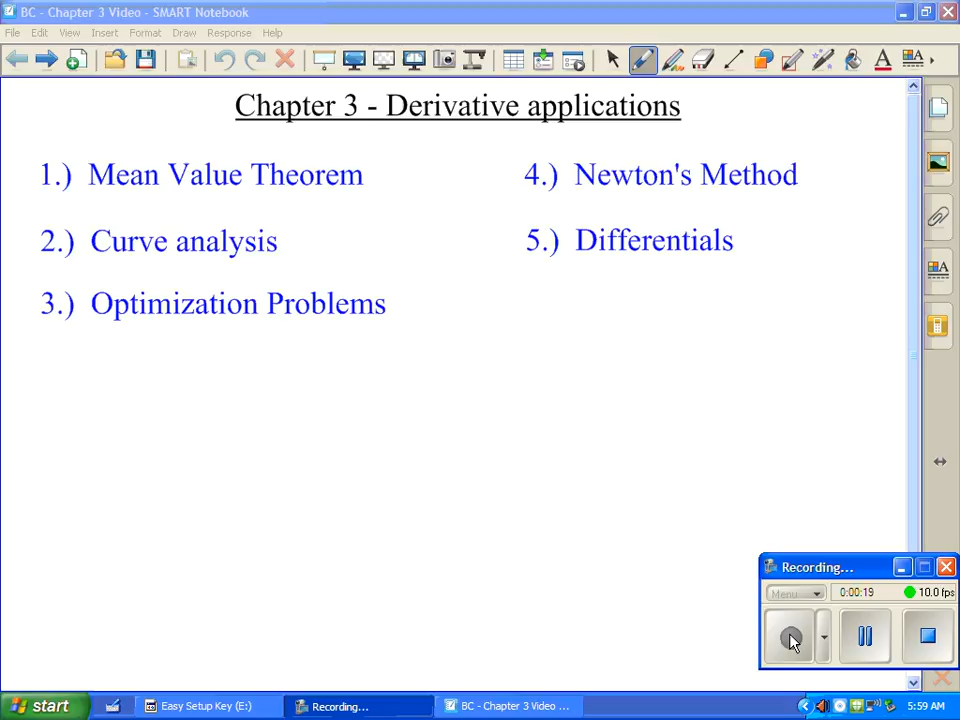 BC - Chapter 3 Video - SMART Notebook
File Edit View Insert Format Draw Response Help
Chapter 3 - Derivative applications
1.) Mean Value Theorem
2.) Curve analysis
3.) Optimization Problems
4.) Newton's Method
5.) Differentials
Recording...
Menu 0:00:19 10.0 fps
start Easy Setup Key (E:) Recording... BC - Chapter 3 Video ... 5:59 AM